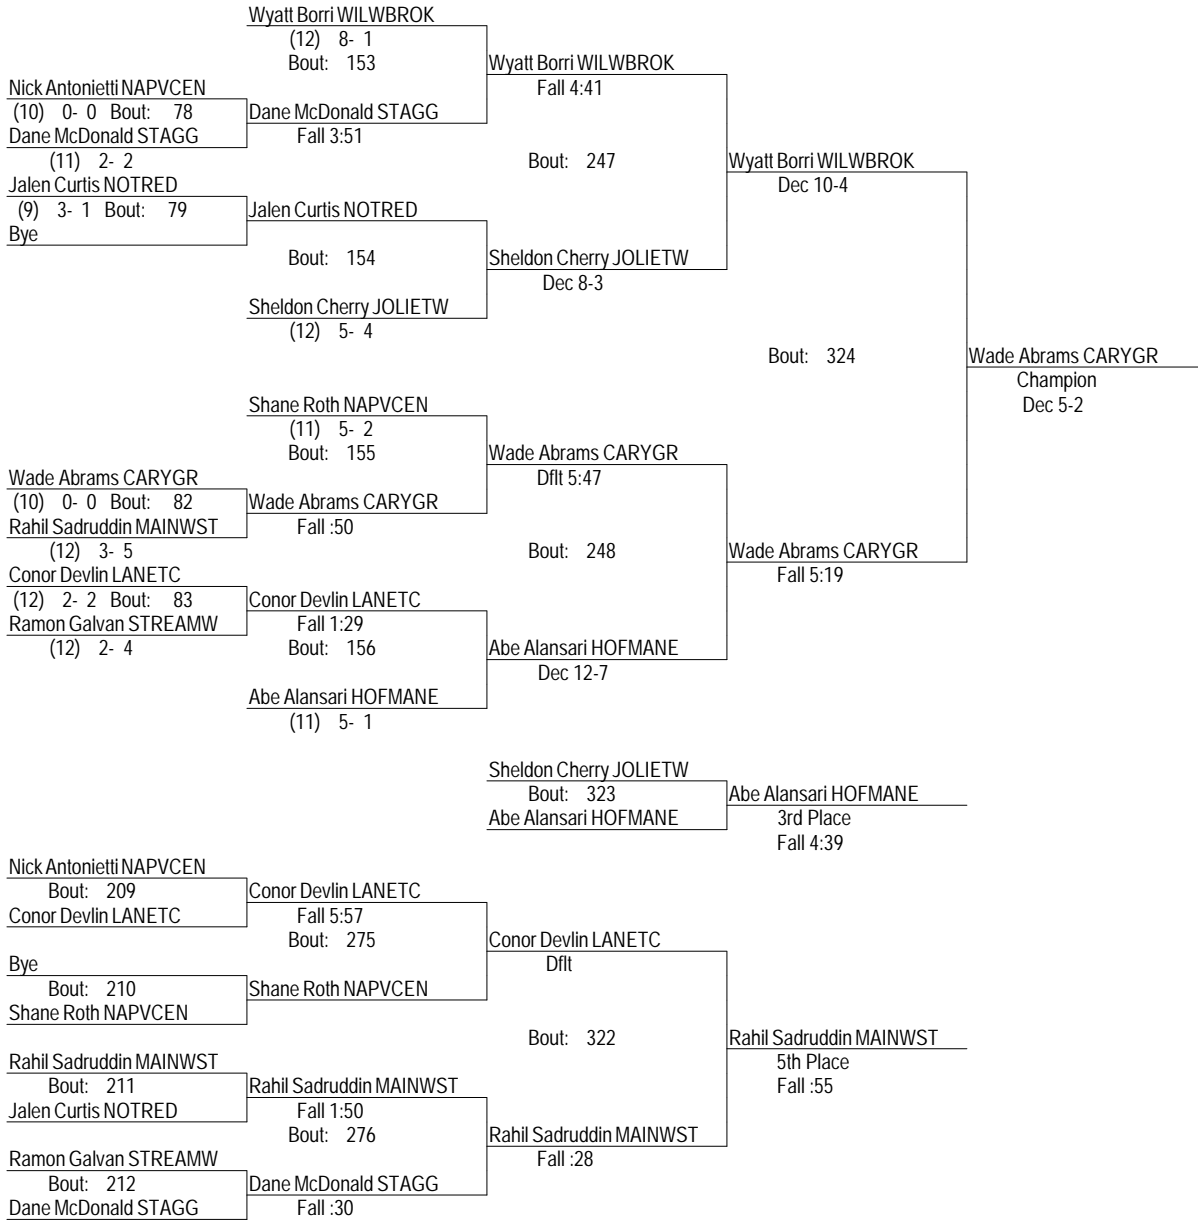 Wyatt Borri WILWBROK
(12) 8- 1
Bout: 153
Wyatt Borri WILWBROK
Fall 4:41
Nick Antonietti NAPVCEN
(10) 0- 0 Bout: 78
Dane McDonald STAGG
Dane McDonald STAGG
Fall 3:51
(11) 2- 2
Bout: 247
Wyatt Borri WILWBROK
Dec 10-4
Jalen Curtis NOTRED
(9) 3- 1 Bout: 79
Jalen Curtis NOTRED
Bye
Bout: 154
Sheldon Cherry JOLIETW
Dec 8-3
Sheldon Cherry JOLIETW
(12) 5- 4
Bout: 324
Wade Abrams CARYGR
Champion
Dec 5-2
Shane Roth NAPVCEN
(11) 5- 2
Bout: 155
Wade Abrams CARYGR
Dflt 5:47
Wade Abrams CARYGR
(10) 0- 0 Bout: 82
Wade Abrams CARYGR
Rahil Sadruddin MAINWST
Fall :50
(12) 3- 5
Bout: 248
Wade Abrams CARYGR
Fall 5:19
Conor Devlin LANETC
(12) 2- 2 Bout: 83
Conor Devlin LANETC
Ramon Galvan STREAMW
Fall 1:29
(12) 2- 4
Bout: 156
Abe Alansari HOFMANE
Dec 12-7
Abe Alansari HOFMANE
(11) 5- 1
Sheldon Cherry JOLIETW
Bout: 323
Abe Alansari HOFMANE
Abe Alansari HOFMANE
3rd Place
Fall 4:39
Nick Antonietti NAPVCEN
Bout: 209
Conor Devlin LANETC
Conor Devlin LANETC
Fall 5:57
Bout: 275
Conor Devlin LANETC
Dflt
Bye
Bout: 210
Shane Roth NAPVCEN
Shane Roth NAPVCEN
Bout: 322
Rahil Sadruddin MAINWST
5th Place
Fall :55
Rahil Sadruddin MAINWST
Bout: 211
Rahil Sadruddin MAINWST
Jalen Curtis NOTRED
Fall 1:50
Bout: 276
Rahil Sadruddin MAINWST
Fall :28
Ramon Galvan STREAMW
Bout: 212
Dane McDonald STAGG
Dane McDonald STAGG
Fall :30